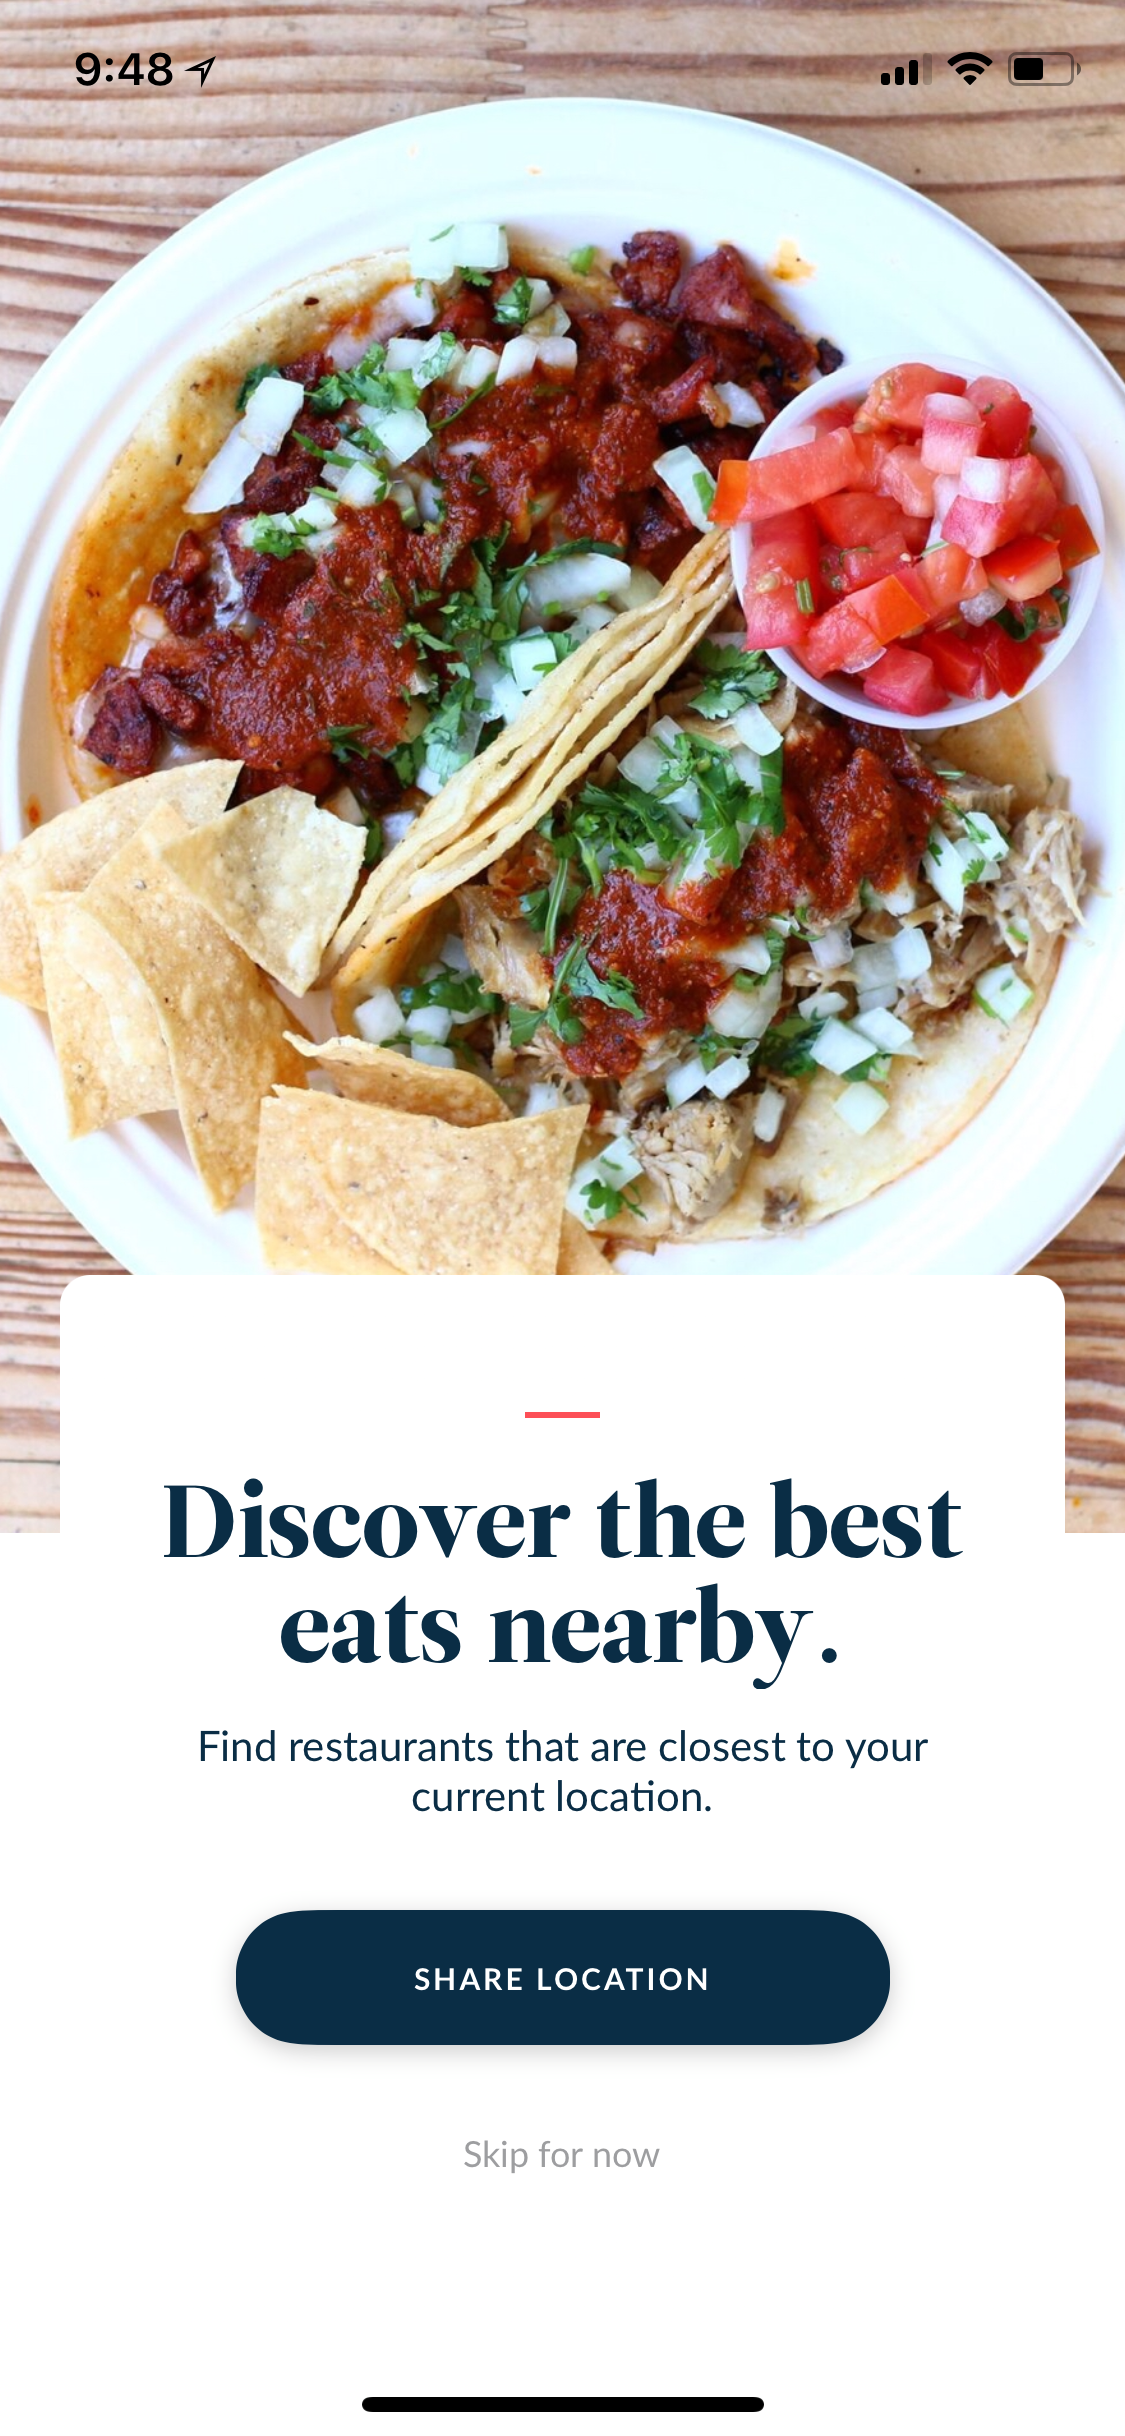 9:48
Discover the best
eats nearby.
Find restaurants that are closest to your
current location.
SHARE LOCATION
Skip for now